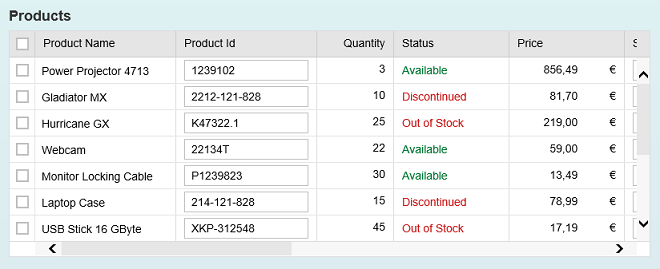 Products
Product Name Product Id Quantity Status Price S
Power Projector 4713 1239102 3 Available 856,49 €
Gladiator MX 2212-121-828 10 Discontinued 81,70 €
Hurricane GX K47322.1 25 Out of Stock 219,00 €
Webcam 22134T 22 Available 59,00 €
Monitor Locking Cable P1239823 30 Available 13,49 €
Laptop Case 214-121-828 15 Discontinued 78,99 €
USB Stick 16 GByte XKP-312548 45 Out of Stock 17,19 €